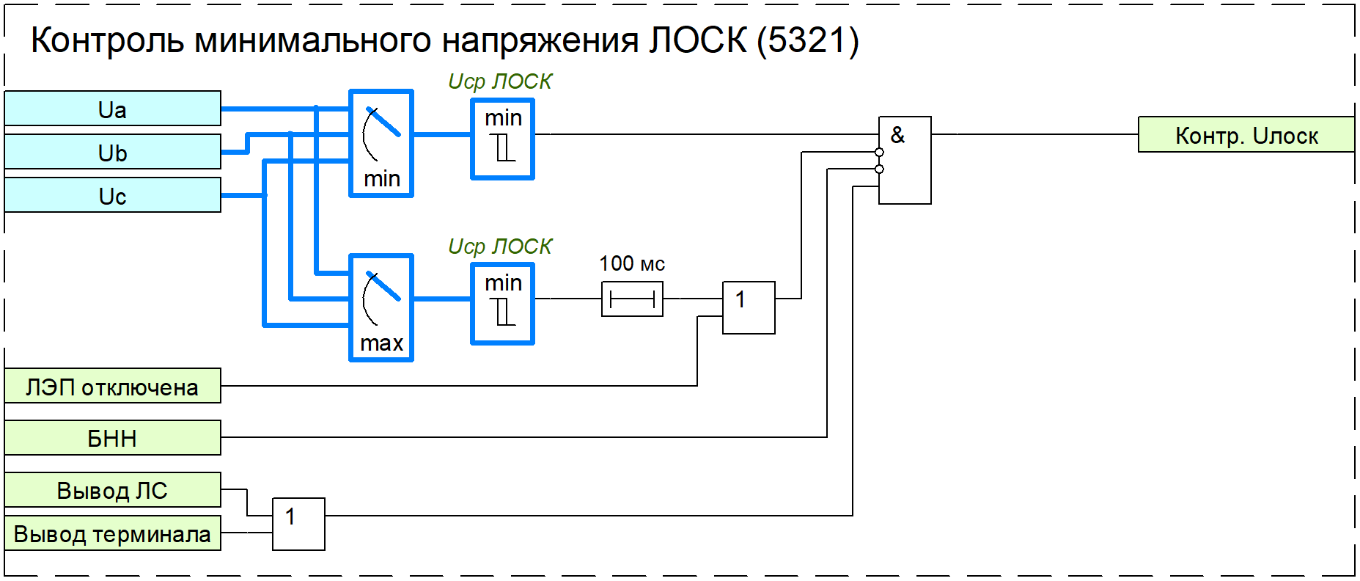 Контроль минимального напряжения ЛОСК (5321)
Uср ЛОСК
Ua
min
&
Контр. Uлоск
Ub
Uc
min
Uср ЛОСК
100 мс
min
1
max
ЛЭП отключена
БНН
Вывод ЛС
1
Вывод терминала